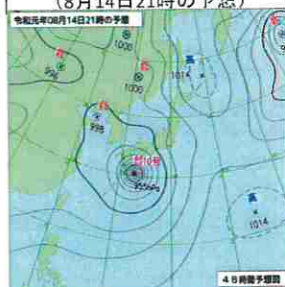 (8月14日21時の予想)
令和元年08月14日21時の予想
低
996
低
1000
低
1000
高
1014
低
998
台10号
955hPa
高
1014
48時間予想図